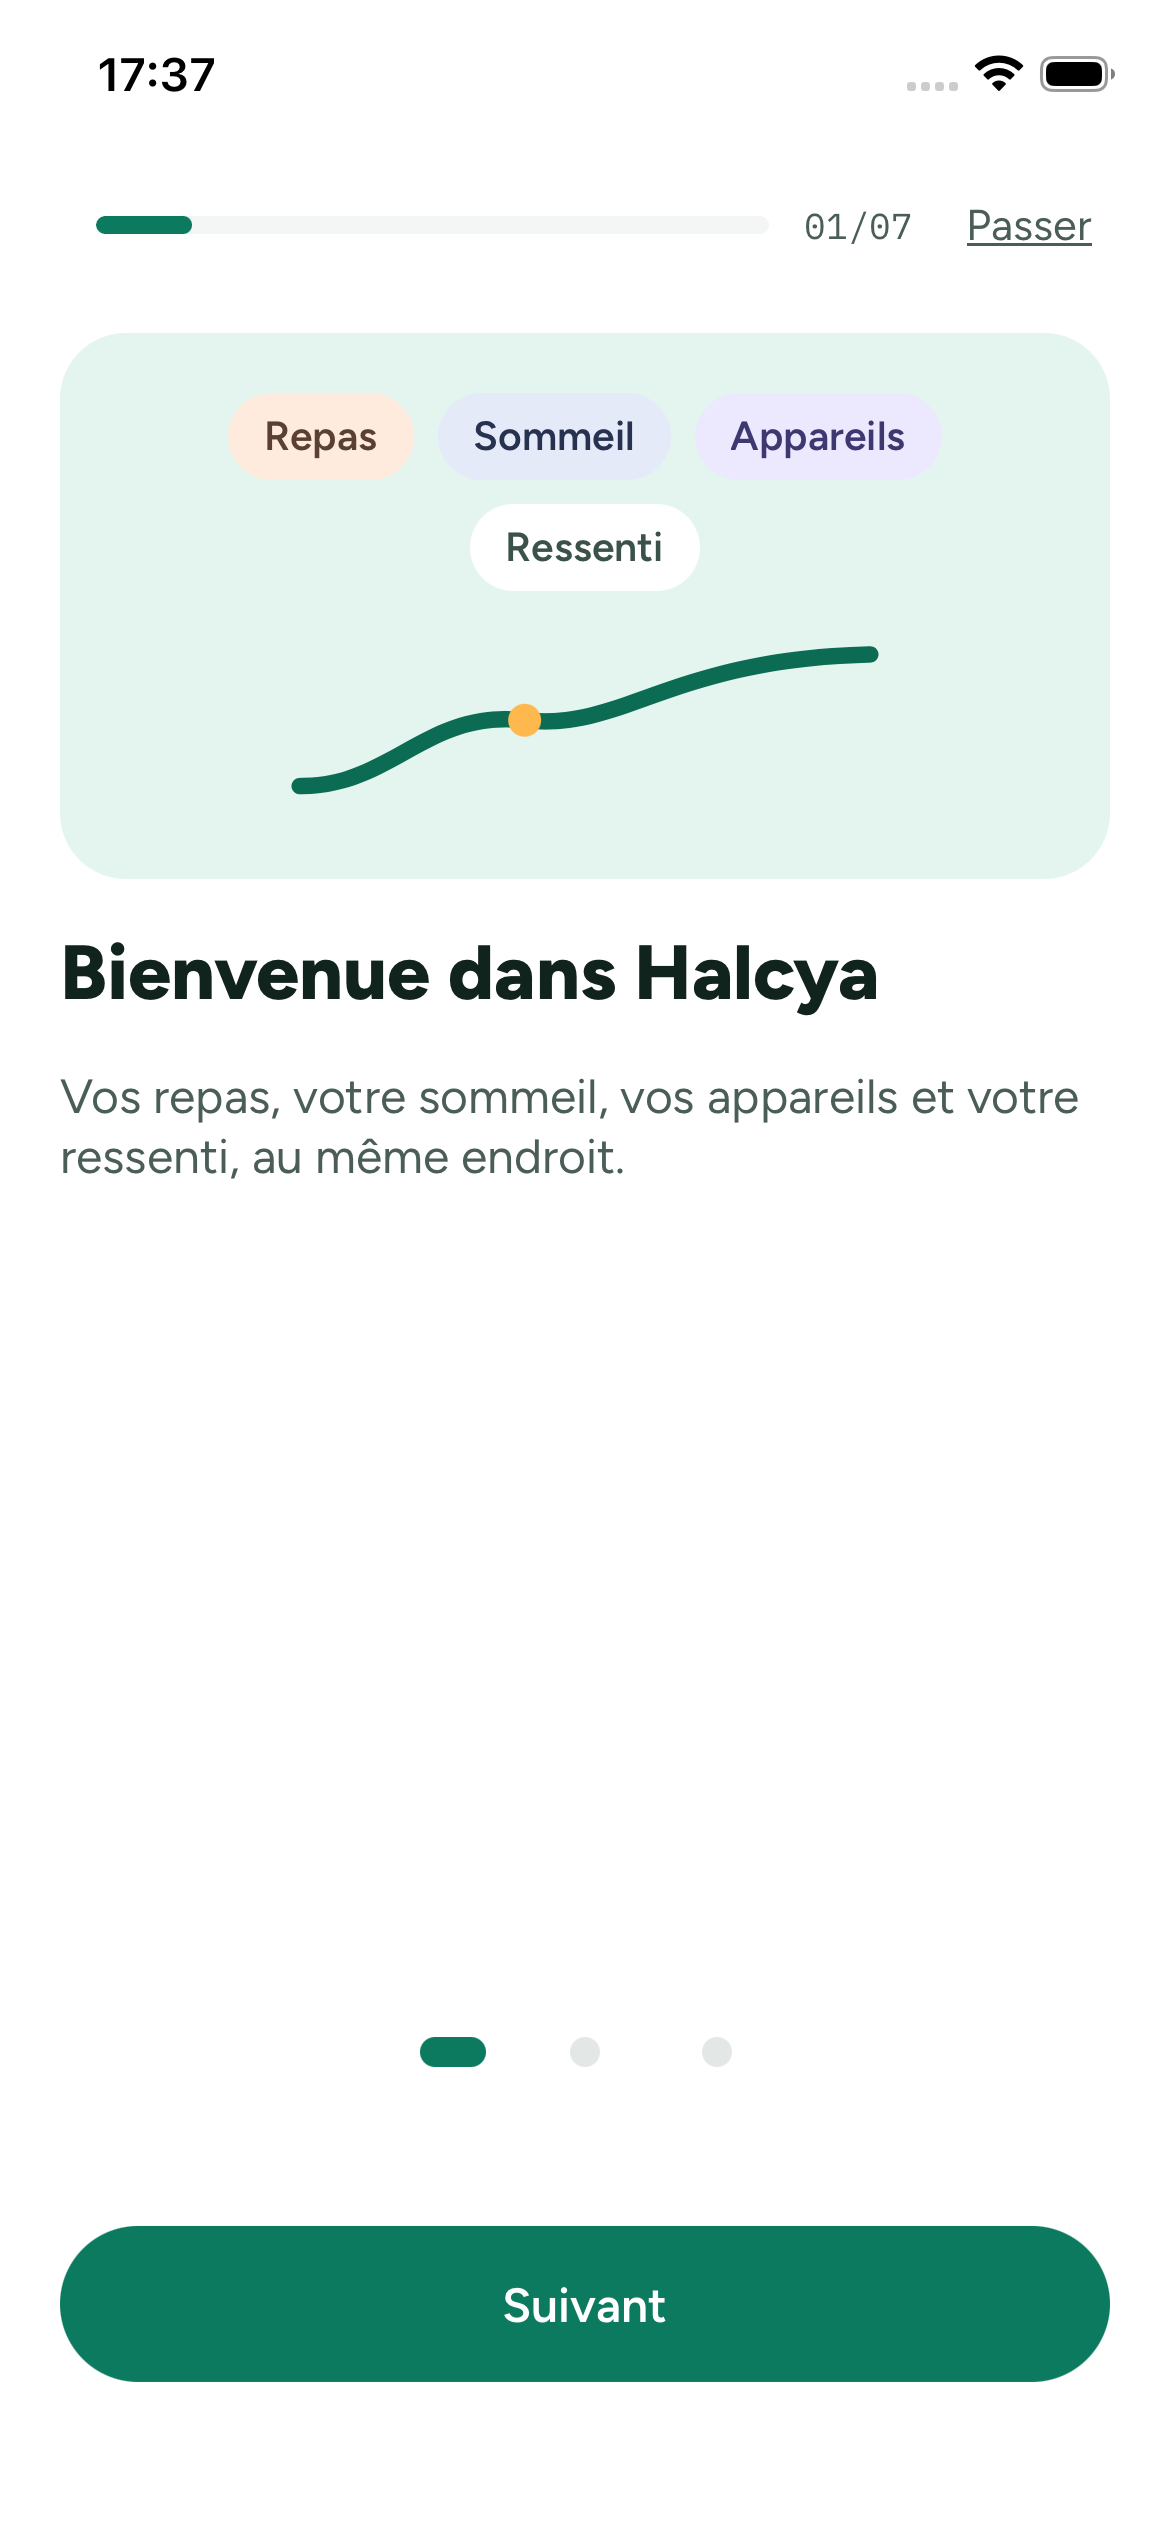 17:37
01/07 Passer
Repas Sommeil Appareils
Ressenti
Bienvenue dans Halcya
Vos repas, votre sommeil, vos appareils et votre
ressenti, au même endroit.
Suivant